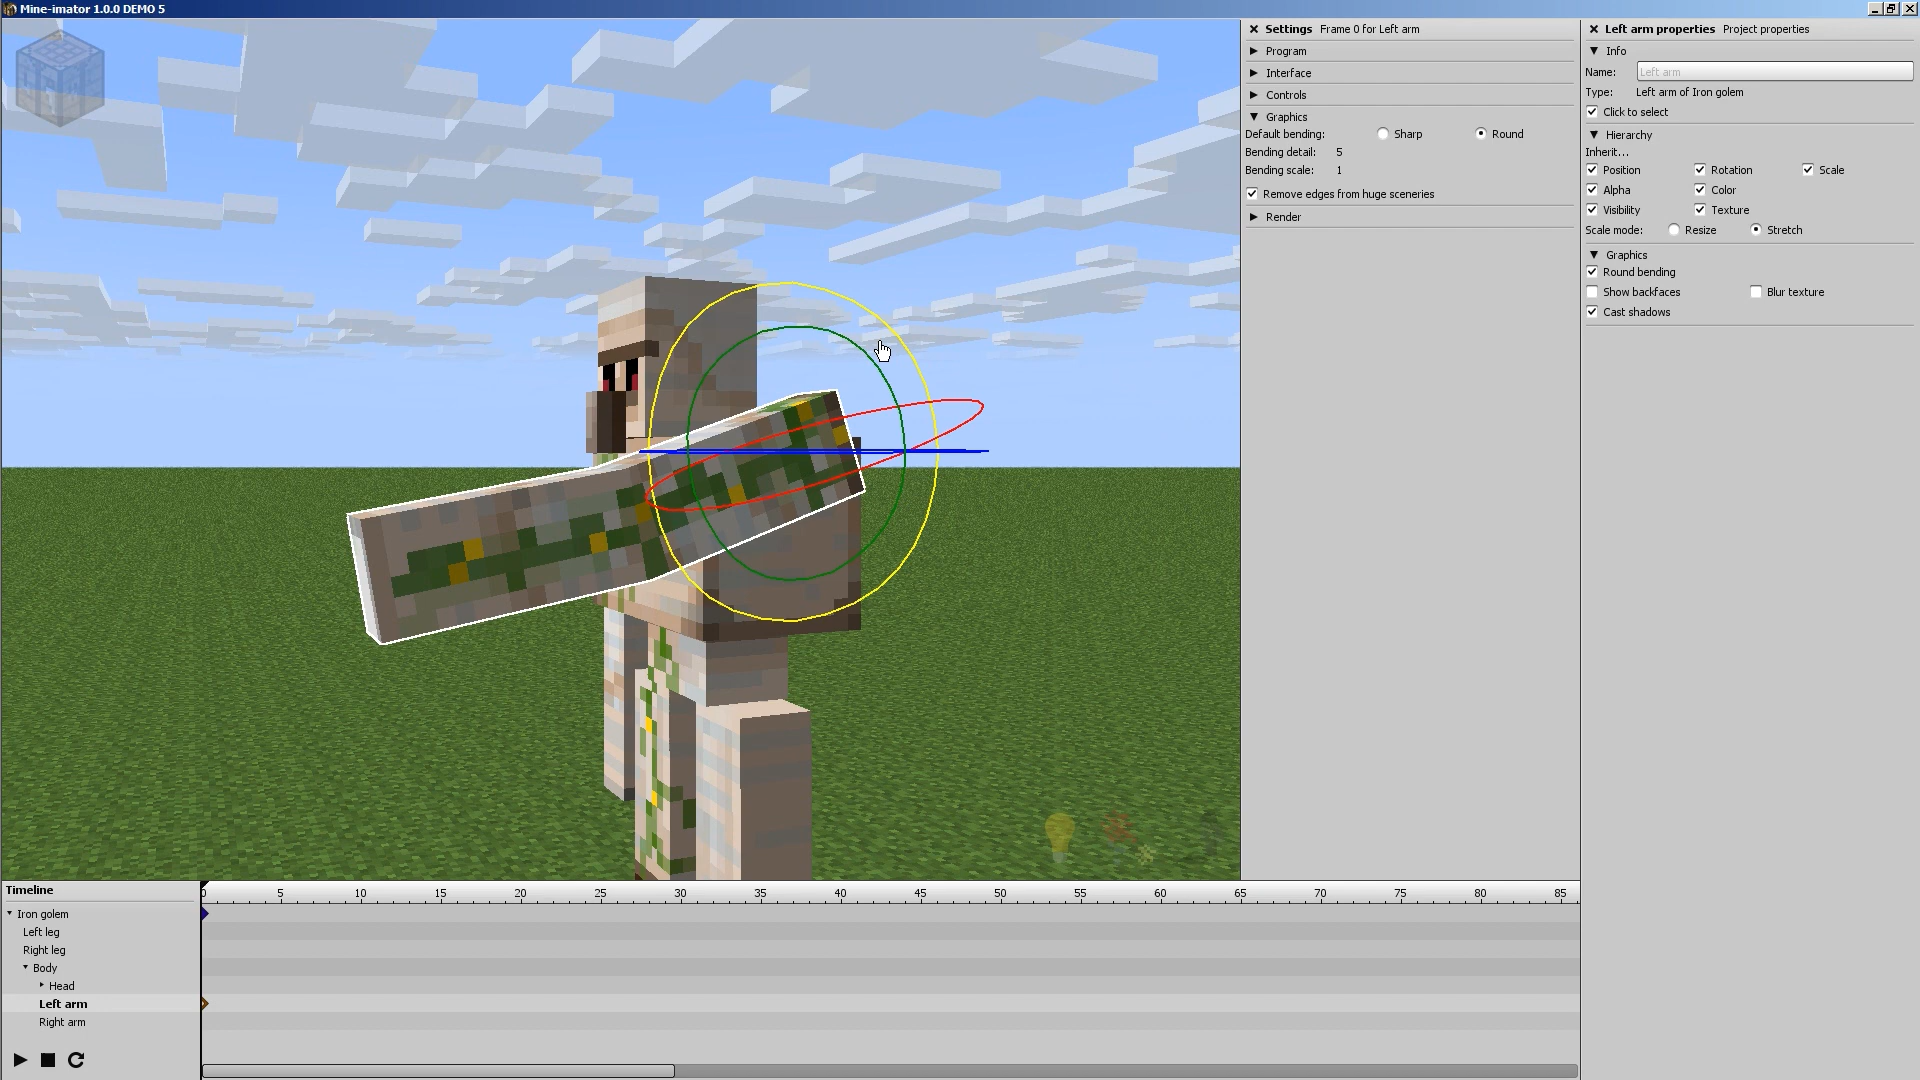 Mine-imator 1.0.0 DEMO 5
Settings Frame 0 for Left arm
Program
Interface
Controls
Graphics
Default bending: Sharp Round
Bending detail: 5
Bending scale: 1
Remove edges from huge sceneries
Render
Left arm properties Project properties
Info
Name: Left arm
Type: Left arm of Iron golem
Click to select
Hierarchy
Inherit...
Position Rotation Scale
Alpha Color
Visibility Texture
Scale mode: Resize Stretch
Graphics
Round bending
Show backfaces Blur texture
Cast shadows
Timeline
0 5 10 15 20 25 30 35 40 45 50 55 60 65 70 75 80 85
Iron golem
Left leg
Right leg
Body
Head
Left arm
Right arm